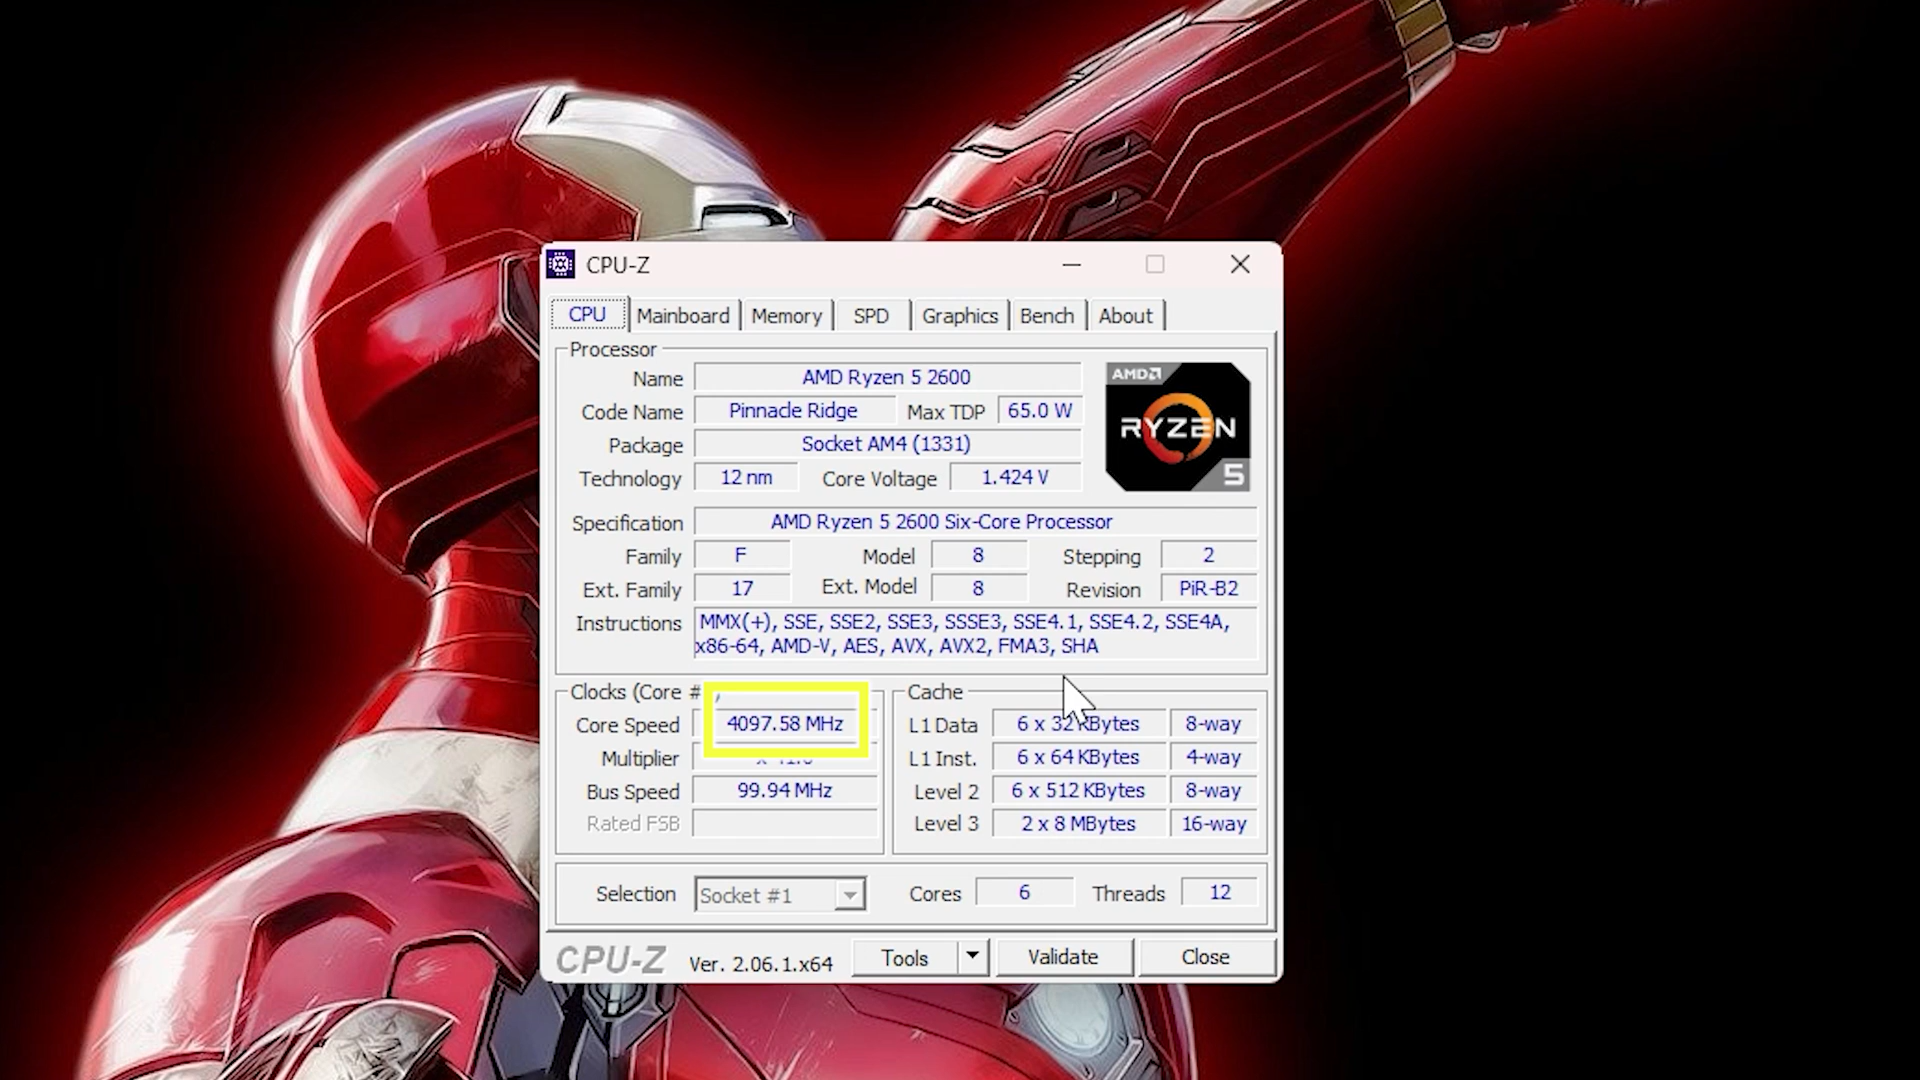 CPU-Z
CPU Mainboard Memory SPD Graphics Bench About
Processor
Name AMD Ryzen 5 2600
Code Name Pinnacle Ridge Max TDP 65.0 W
Package Socket AM4 (1331)
Technology 12 nm Core Voltage 1.424 V
AMD
RYZEN
5
Specification AMD Ryzen 5 2600 Six-Core Processor
Family F Model 8 Stepping 2
Ext. Family 17 Ext. Model 8 Revision PiR-B2
Instructions MMX(+), SSE, SSE2, SSE3, SSSE3, SSE4.1, SSE4.2, SSE4A,
x86-64, AMD-V, AES, AVX, AVX2, FMA3, SHA
Clocks (Core #
Core Speed 4097.58 MHz
Multiplier
Bus Speed 99.94 MHz
Rated FSB
Cache
L1 Data 6 x 32 KBytes 8-way
L1 Inst. 6 x 64 KBytes 4-way
Level 2 6 x 512 KBytes 8-way
Level 3 2 x 8 MBytes 16-way
Selection Socket #1 Cores 6 Threads 12
CPU-Z Ver. 2.06.1.x64 Tools Validate Close